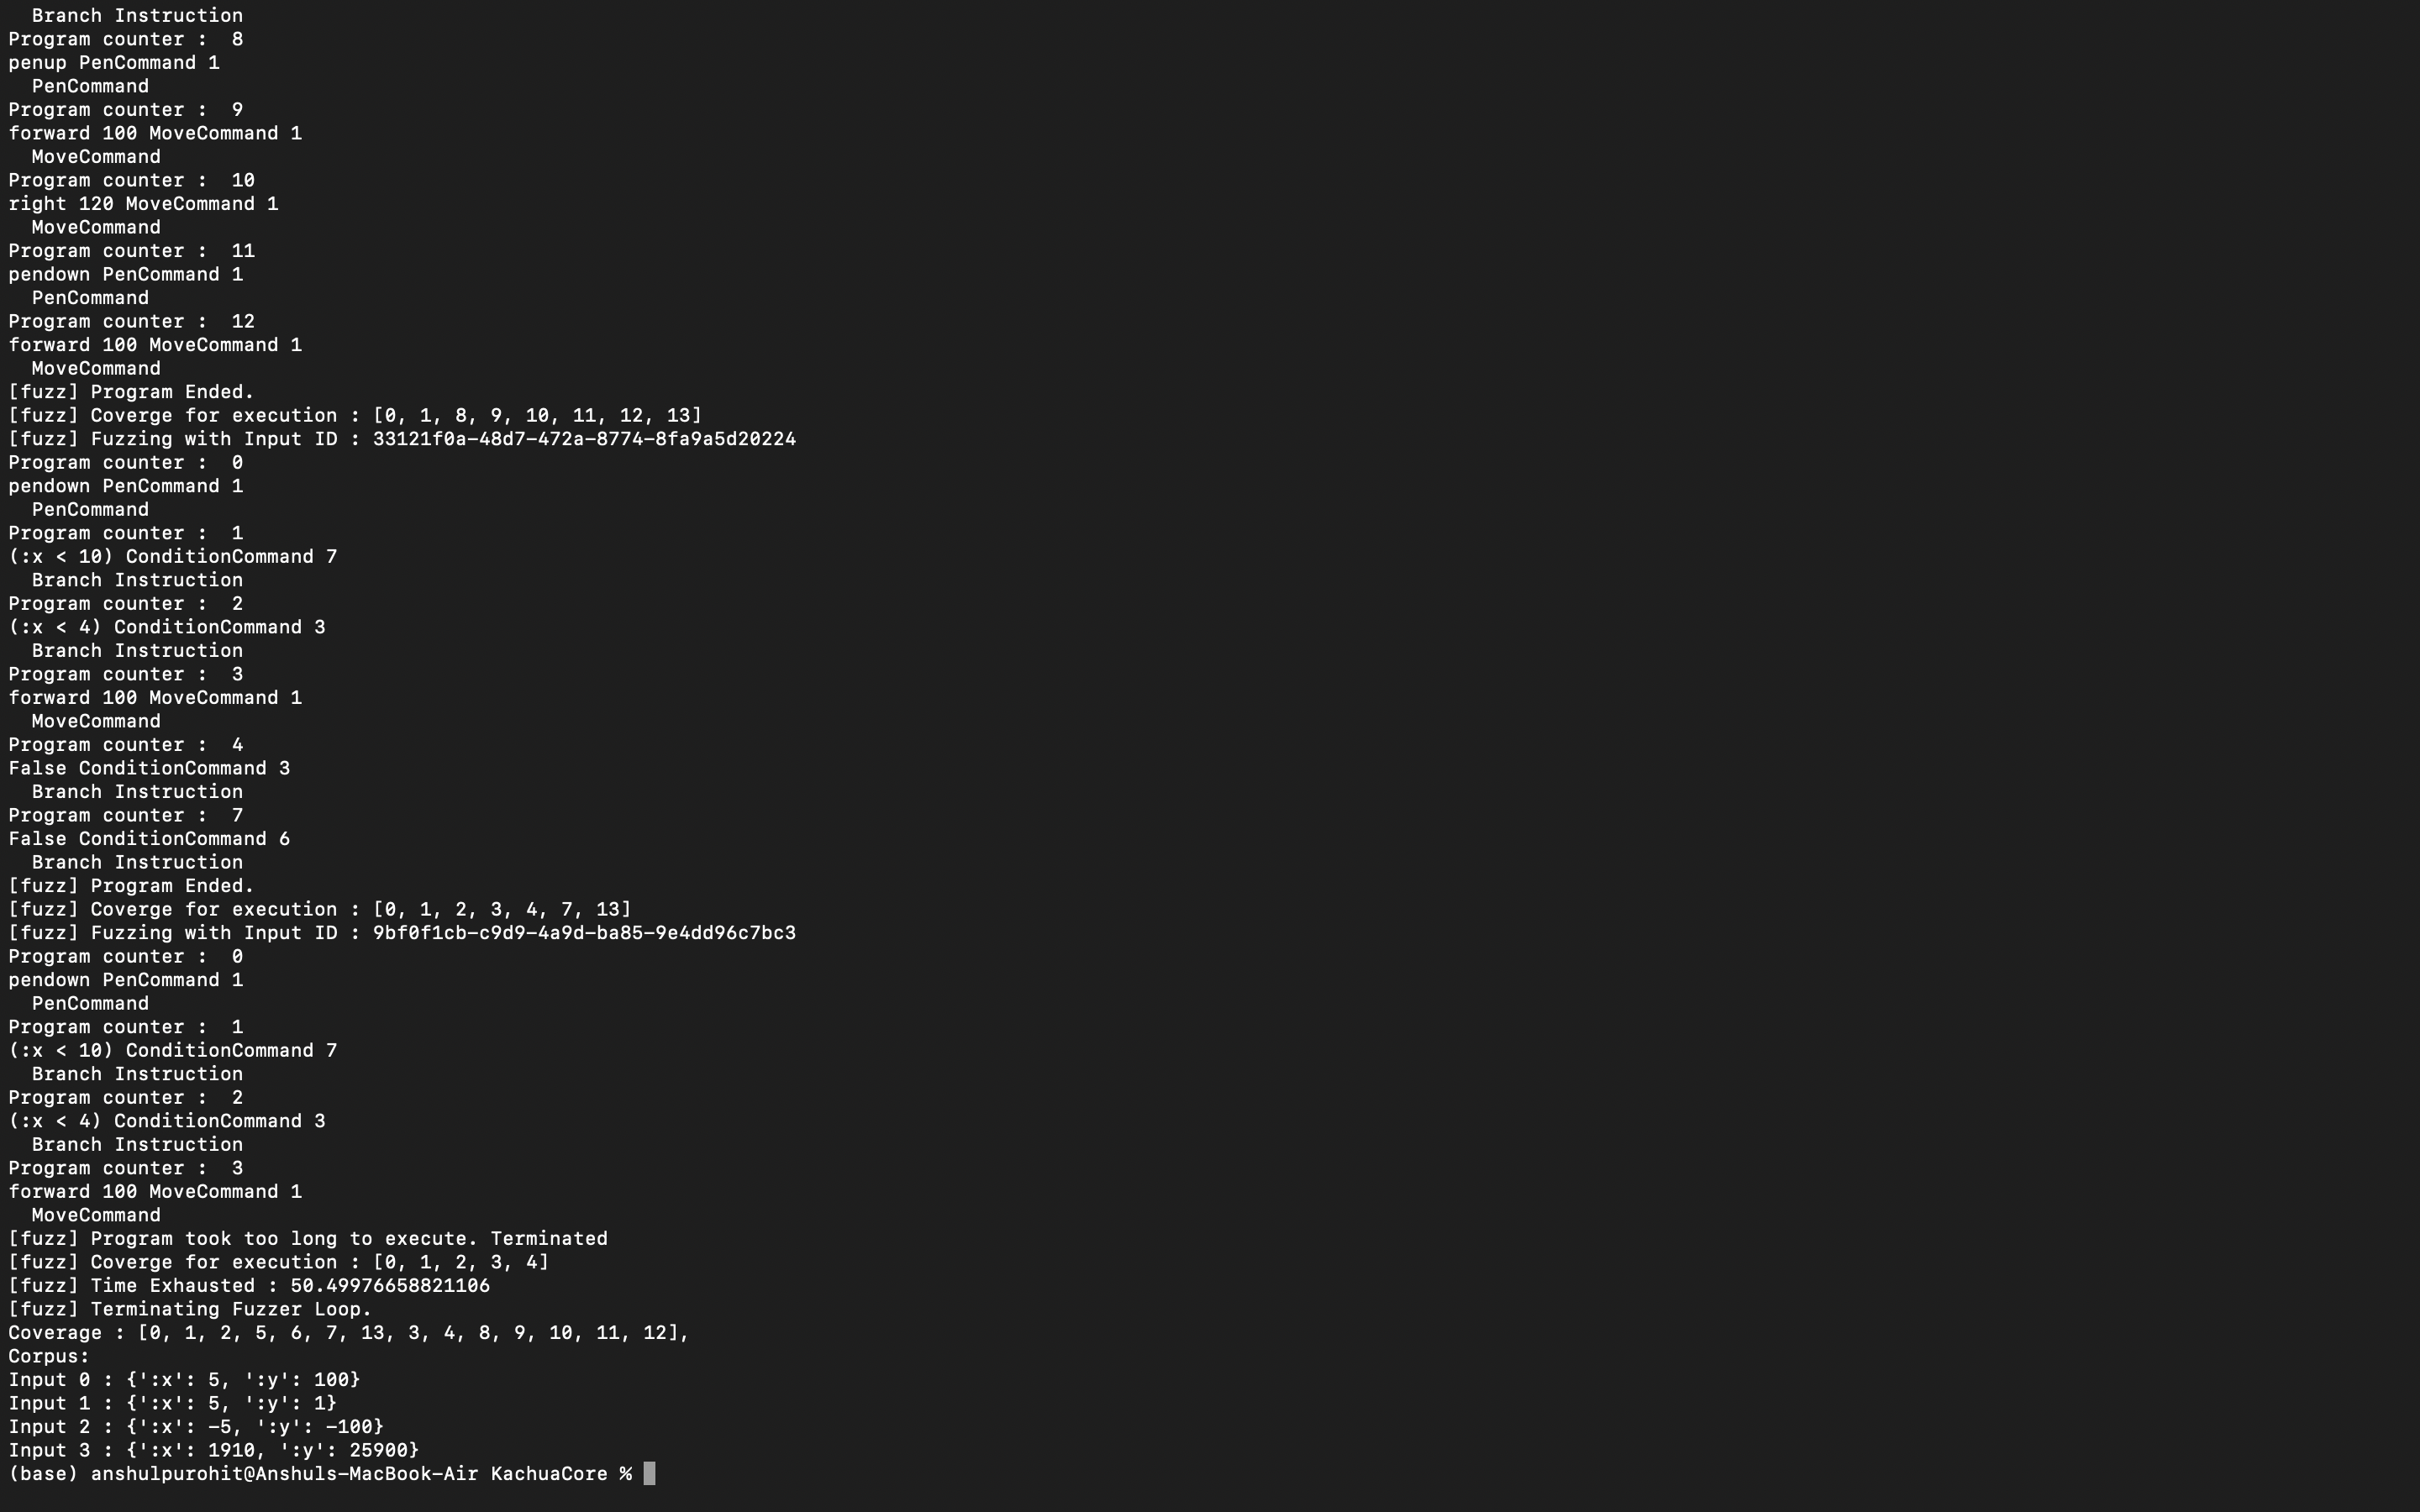 Branch Instruction
Program counter :  8
penup PenCommand 1
  PenCommand
Program counter :  9
forward 100 MoveCommand 1
  MoveCommand
Program counter :  10
right 120 MoveCommand 1
  MoveCommand
Program counter :  11
pendown PenCommand 1
  PenCommand
Program counter :  12
forward 100 MoveCommand 1
  MoveCommand
[fuzz] Program Ended.
[fuzz] Coverge for execution : [0, 1, 8, 9, 10, 11, 12, 13]
[fuzz] Fuzzing with Input ID : 33121f0a-48d7-472a-8774-8fa9a5d20224
Program counter :  0
pendown PenCommand 1
  PenCommand
Program counter :  1
(:x < 10) ConditionCommand 7
  Branch Instruction
Program counter :  2
(:x < 4) ConditionCommand 3
  Branch Instruction
Program counter :  3
forward 100 MoveCommand 1
  MoveCommand
Program counter :  4
False ConditionCommand 3
  Branch Instruction
Program counter :  7
False ConditionCommand 6
  Branch Instruction
[fuzz] Program Ended.
[fuzz] Coverge for execution : [0, 1, 2, 3, 4, 7, 13]
[fuzz] Fuzzing with Input ID : 9bf0f1cb-c9d9-4a9d-ba85-9e4dd96c7bc3
Program counter :  0
pendown PenCommand 1
  PenCommand
Program counter :  1
(:x < 10) ConditionCommand 7
  Branch Instruction
Program counter :  2
(:x < 4) ConditionCommand 3
  Branch Instruction
Program counter :  3
forward 100 MoveCommand 1
  MoveCommand
[fuzz] Program took too long to execute. Terminated
[fuzz] Coverge for execution : [0, 1, 2, 3, 4]
[fuzz] Time Exhausted : 50.49976658821106
[fuzz] Terminating Fuzzer Loop.
Coverage : [0, 1, 2, 5, 6, 7, 13, 3, 4, 8, 9, 10, 11, 12],
Corpus:
Input 0 : {':x': 5, ':y': 100}
Input 1 : {':x': 5, ':y': 1}
Input 2 : {':x': -5, ':y': -100}
Input 3 : {':x': 1910, ':y': 25900}
(base) anshulpurohit@Anshuls-MacBook-Air KachuaCore %